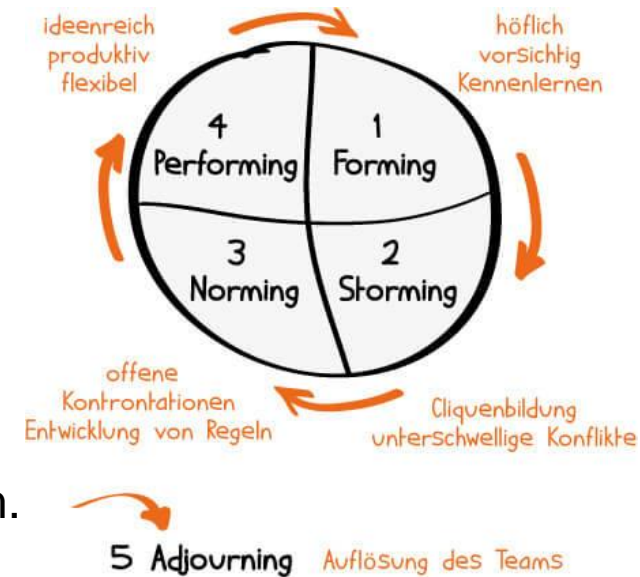 ideenreich
produktiv
flexibel
höflich
vorsichtig
Kennenlernen
4
Performing
1
Forming
3
Norming
2
Storming
offene
Kontrontationen
Entwicklung von Regeln
Cliquenbildung
unterschwellige Konflikte
n.
5 Adjourning Auflösung des Teams